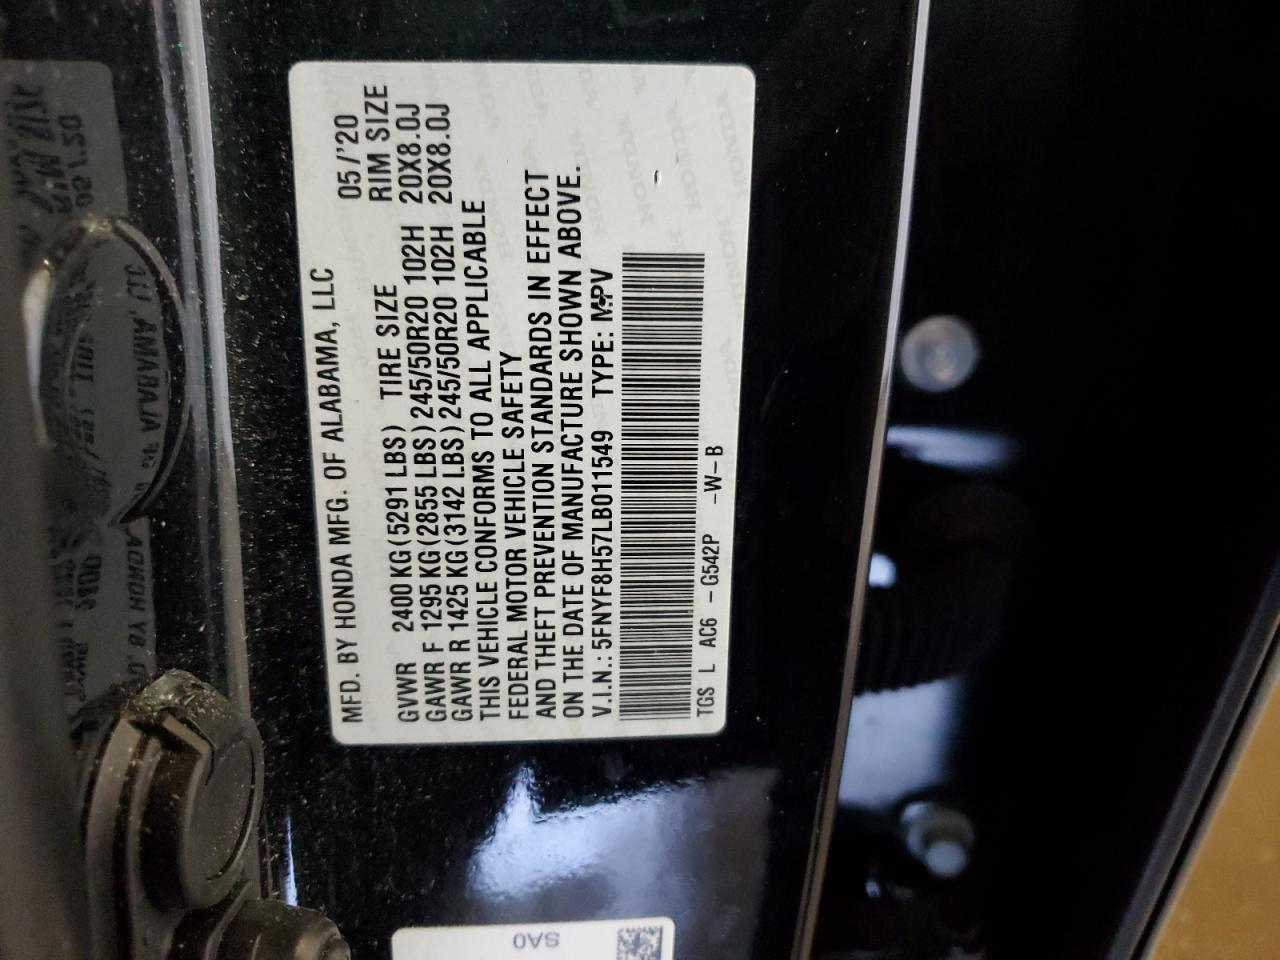 MFD. BY HONDA MFG. OF ALABAMA, LLC 05/'20
TIRE SIZE RIM SIZE
GVWR 2400 KG(5291 LBS)
GAWR F 1295 KG(2855 LBS)245/50R20 102H 20X8.0J
GAWR R 1425 KG(3142 LBS)245/50R20 102H 20X8.0J
THIS VEHICLE CONFORMS TO ALL APPLICABLE
FEDERAL MOTOR VEHICLE SAFETY
AND THEFT PREVENTION STANDARDS IN EFFECT
ON THE DATE OF MANUFACTURE SHOWN ABOVE.
V.I.N.: 5FNYF8H57LB011549 TYPE: MPV
TGS L AC6 - G542P -W-B
SA0